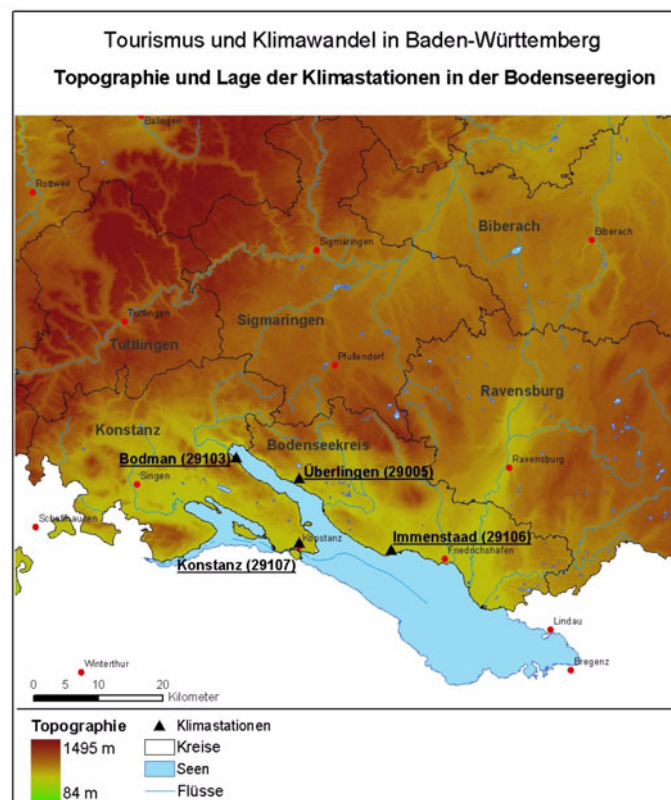 Tourismus und Klimawandel in Baden-Württemberg
Topographie und Lage der Klimastationen in der Bodenseeregion
Balingen
Rottweil
Biberach
Sigmaringen
Biberach
Tuttlingen
Sigmaringen
Tuttlingen
Pfullendorf
Ravensburg
Konstanz
Bodenseekreis
Bodman (29103)
Ravensburg
Überlingen (29005)
Singen
Schaffhausen
Immenstaad (29106)
Konstanz
Friedrichshafen
Konstanz (29107)
Lindau
Winterthur
Bregenz
0 5 10 20
Kilometer
Topographie
1495 m
84 m
Klimastationen
Kreise
Seen
Flüsse